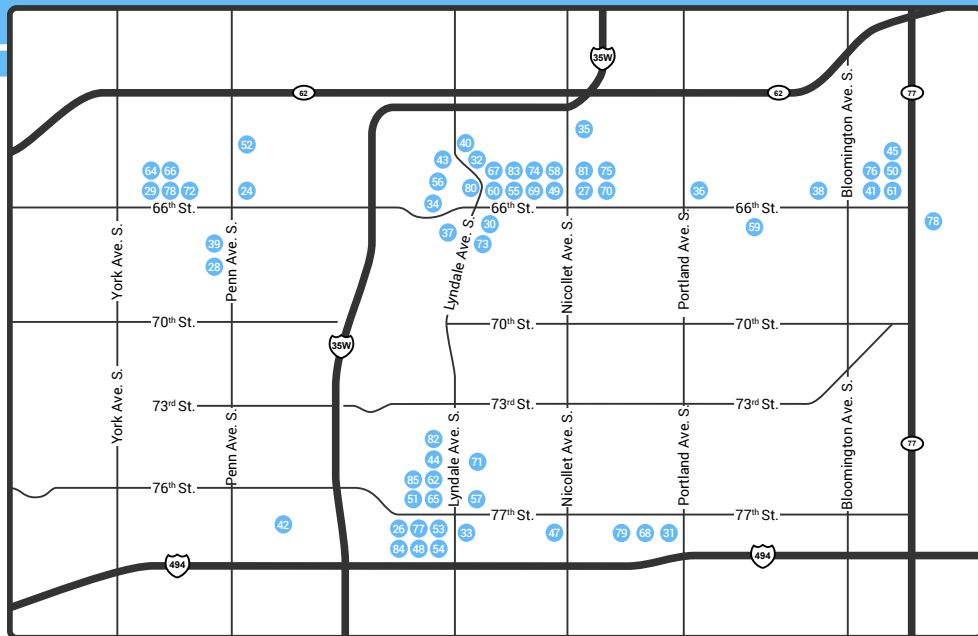 35W
62
62
77
35
52
40
43
32
45
64 66
67 83 74 58
81 75
76 50
56
80
29 78 72
24
60 55 69 49
27 70
36
38
41 61
34
66th St.
66th St.
66th St.
Bloomington Ave. S.
78
30
59
37
39
73
28
York Ave. S.
Penn Ave. S.
Lyndale Ave. S.
Nicollet Ave. S.
Portland Ave. S.
70th St.
70th St.
70th St.
35W
73rd St.
73rd St.
York Ave. S.
Penn Ave. S.
Lyndale Ave. S.
Nicollet Ave. S.
Portland Ave. S.
Bloomington Ave. S.
82
77
44
71
85 62
76th St.
51 65
57
77th St.
77th St.
42
26 77 53
33
47
79 68 31
84 48 54
494
494